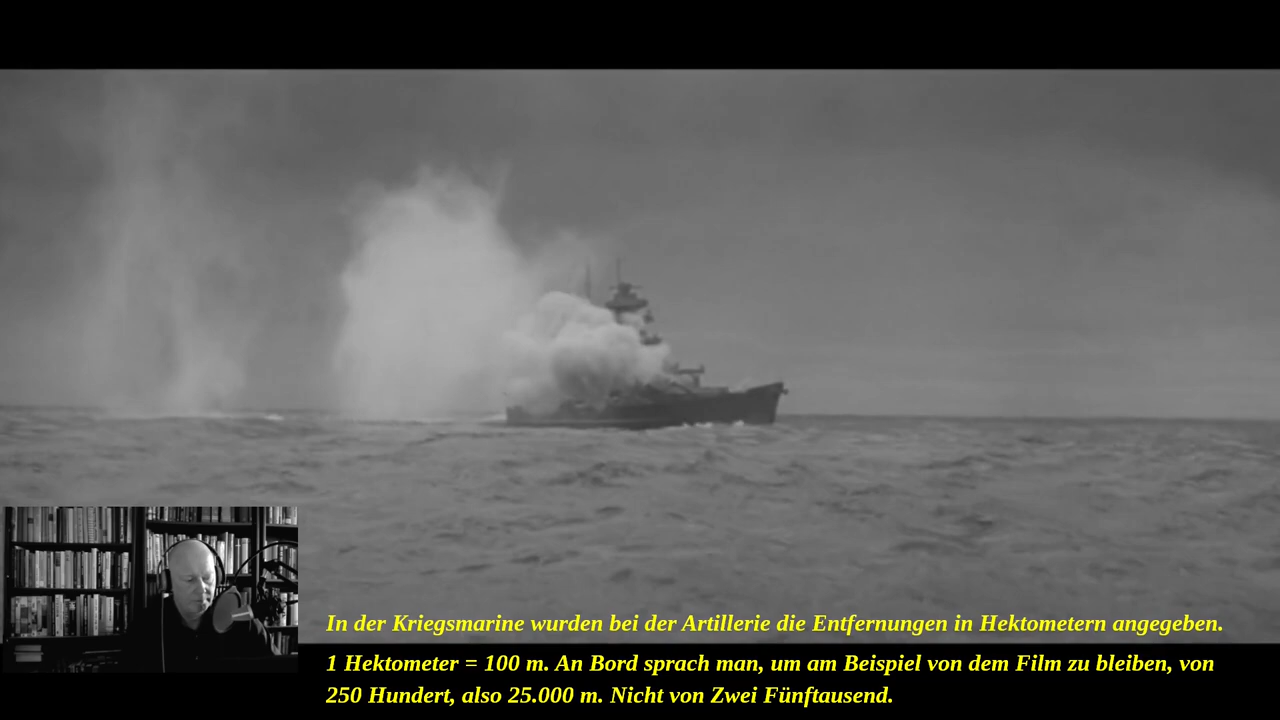 In der Kriegsmarine wurden bei der Artillerie die Entfernungen in Hektometern angegeben.
1 Hektometer = 100 m. An Bord sprach man, um am Beispiel von dem Film zu bleiben, von
250 Hundert, also 25.000 m. Nicht von Zwei Fünftausend.